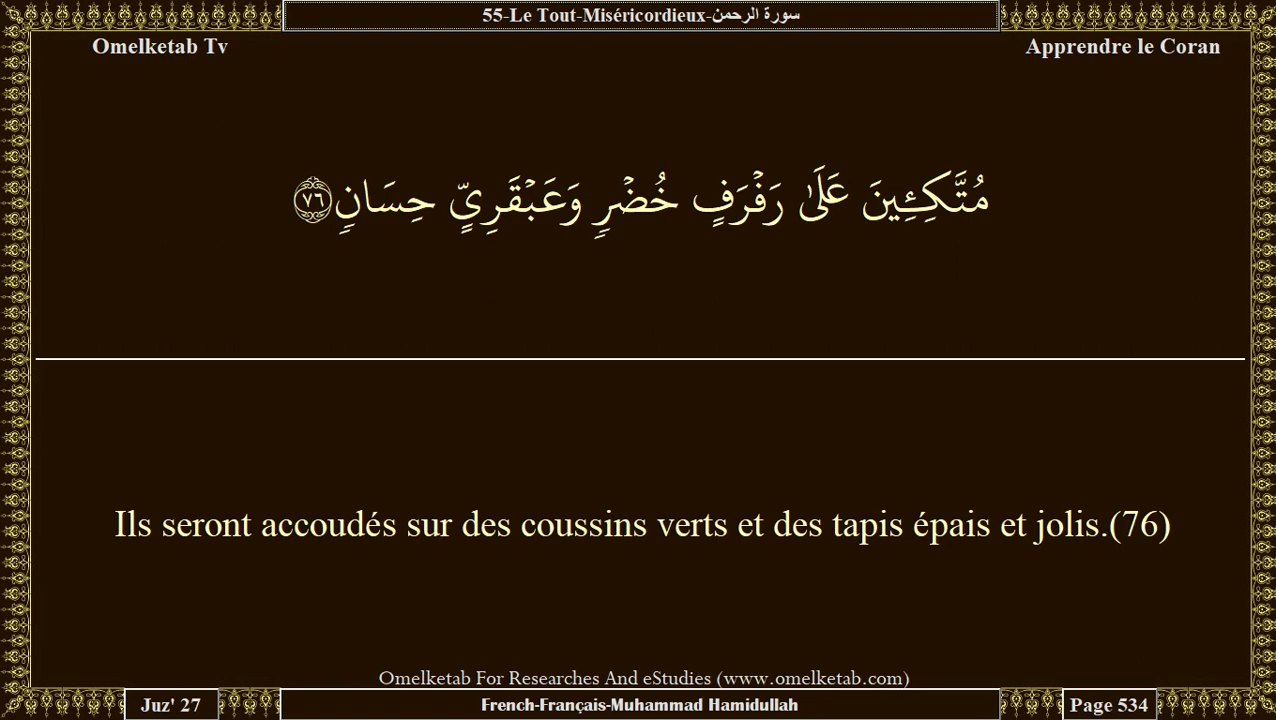 55-Le Tout-Miséricordieux-سورة الرحمن
Omelketab Tv
Apprendre le Coran
مُتَّكِـِٔينَ عَلَىٰ رَفۡرَفٍ خُضۡرٖ وَعَبۡقَرِيٍّ حِسَانٖ ٧٦
Ils seront accoudés sur des coussins verts et des tapis épais et jolis.(76)
Omelketab For Researches And eStudies (www.omelketab.com)
Juz' 27
French-Français-Muhammad Hamidullah
Page 534